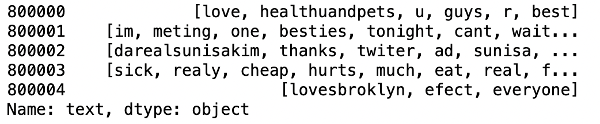 800000 [love, healthuandpets, u, guys, r, best]
800001 [im, meting, one, besties, tonight, cant, wait...
800002 [darealsunisakim, thanks, twiter, ad, sunisa, ...
800003 [sick, realy, cheap, hurts, much, eat, real, f...
800004 [lovesbroklyn, efect, everyone]
Name: text, dtype: object